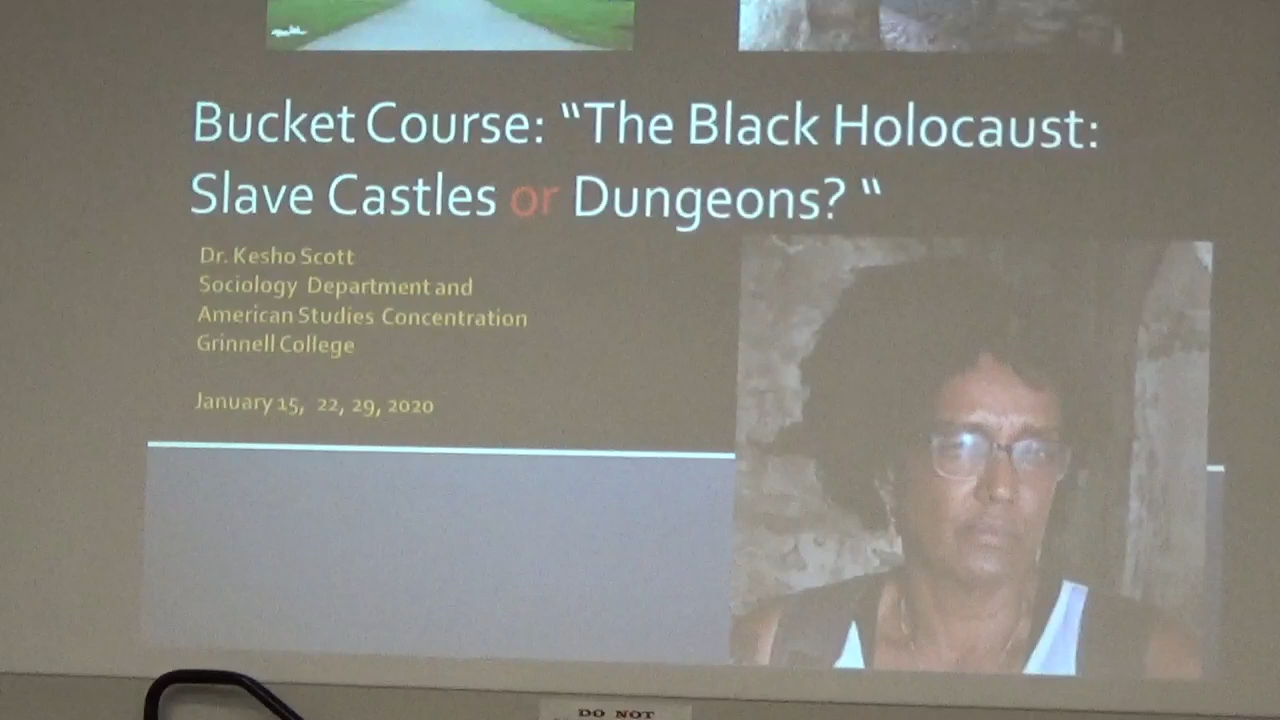 Bucket Course: “The Black Holocaust:
Slave Castles or Dungeons? “
Dr. Kesho Scott
Sociology Department and
American Studies Concentration
Grinnell College
January 15, 22, 29, 2020
DO NOT